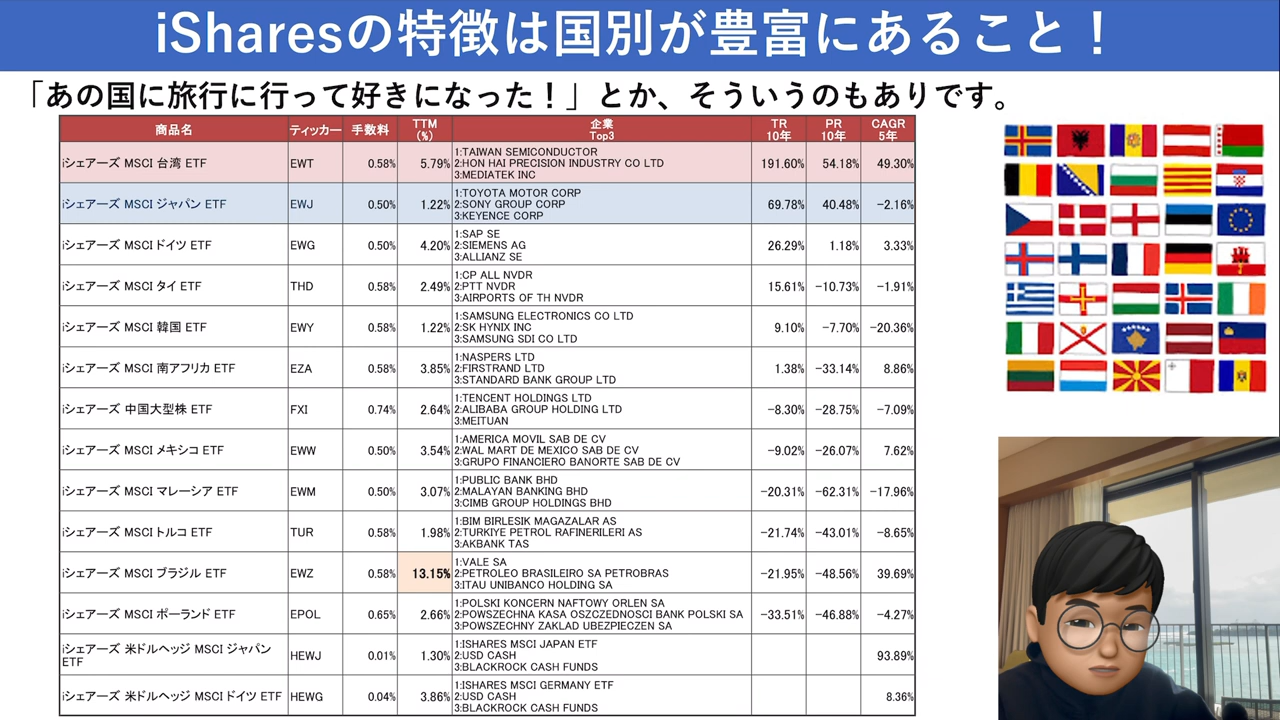 iSharesの特徴は国別が豊富にあること！
「あの国に旅行に行って好きになった！」とか、そういうのもありです。
商品名 ティッカー 手数料 TTM (%) 企業 Top3 TR 10年 PR 10年 CAGR 5年
iシェアーズ MSCI 台湾 ETF EWT 0.58% 5.79% 1:TAIWAN SEMICONDUCTOR 2:HON HAI PRECISION INDUSTRY CO LTD 3:MEDIATEK INC 191.60% 54.18% 49.30%
iシェアーズ MSCI ジャパン ETF EWJ 0.50% 1.22% 1:TOYOTA MOTOR CORP 2:SONY GROUP CORP 3:KEYENCE CORP 69.78% 40.48% −2.16%
iシェアーズ MSCI ドイツ ETF EWG 0.50% 4.20% 1:SAP SE 2:SIEMENS AG 3:ALLIANZ SE 26.29% 1.18% 3.33%
iシェアーズ MSCI タイ ETF THD 0.58% 2.49% 1:CP ALL NVDR 2:PTT NVDR 3:AIRPORTS OF TH NVDR 15.61% −10.73% −1.91%
iシェアーズ MSCI 韓国 ETF EWY 0.58% 1.22% 1:SAMSUNG ELECTRONICS CO LTD 2:SK HYNIX INC 3:SAMSUNG SDI CO LTD 9.10% −7.70% −20.36%
iシェアーズ MSCI 南アフリカ ETF EZA 0.58% 3.85% 1:NASPERS LTD 2:FIRSTRAND LTD 3:STANDARD BANK GROUP LTD 1.38% −33.14% 8.86%
iシェアーズ 中国大型株 ETF FXI 0.74% 2.64% 1:TENCENT HOLDINGS LTD 2:ALIBABA GROUP HOLDING LTD 3:MEITUAN −8.30% −28.75% −7.09%
iシェアーズ MSCI メキシコ ETF EWW 0.50% 3.54% 1:AMERICA MOVIL SAB DE CV 2:WAL MART DE MEXICO SAB DE CV 3:GRUPO FINANCIERO BANORTE SAB DE CV −9.02% −26.07% 7.62%
iシェアーズ MSCI マレーシア ETF EWM 0.50% 3.07% 1:PUBLIC BANK BHD 2:MALAYAN BANKING BHD 3:CIMB GROUP HOLDINGS BHD −20.31% −62.31% −17.96%
iシェアーズ MSCI トルコ ETF TUR 0.58% 1.98% 1:BIM BIRLESIK MAGAZALAR AS 2:TURKIYE PETROL RAFINERILERI AS 3:AKBANK TAS −21.74% −43.01% −8.65%
iシェアーズ MSCI ブラジル ETF EWZ 0.58% 13.15% 1:VALE SA 2:PETROLEO BRASILEIRO SA PETROBRAS 3:ITAU UNIBANCO HOLDING SA −21.95% −48.56% 39.69%
iシェアーズ MSCI ポーランド ETF EPOL 0.65% 2.66% 1:POLSKI KONCERN NAFTOWY ORLEN SA 2:POWSZECHNA KASA OSZCZEDNOSCI BANK POLSKI SA 3:POWSZECHNY ZAKLAD UBEZPIECZEN SA −33.51% −46.88% −4.27%
iシェアーズ 米ドルヘッジ MSCI ジャパン ETF HEWJ 0.01% 1.30% 1:ISHARES MSCI JAPAN ETF 2:USD CASH 3:BLACKROCK CASH FUNDS 93.89%
iシェアーズ 米ドルヘッジ MSCI ドイツ ETF HEWG 0.04% 3.86% 1:ISHARES MSCI GERMANY ETF 2:USD CASH 3:BLACKROCK CASH FUNDS 8.36%